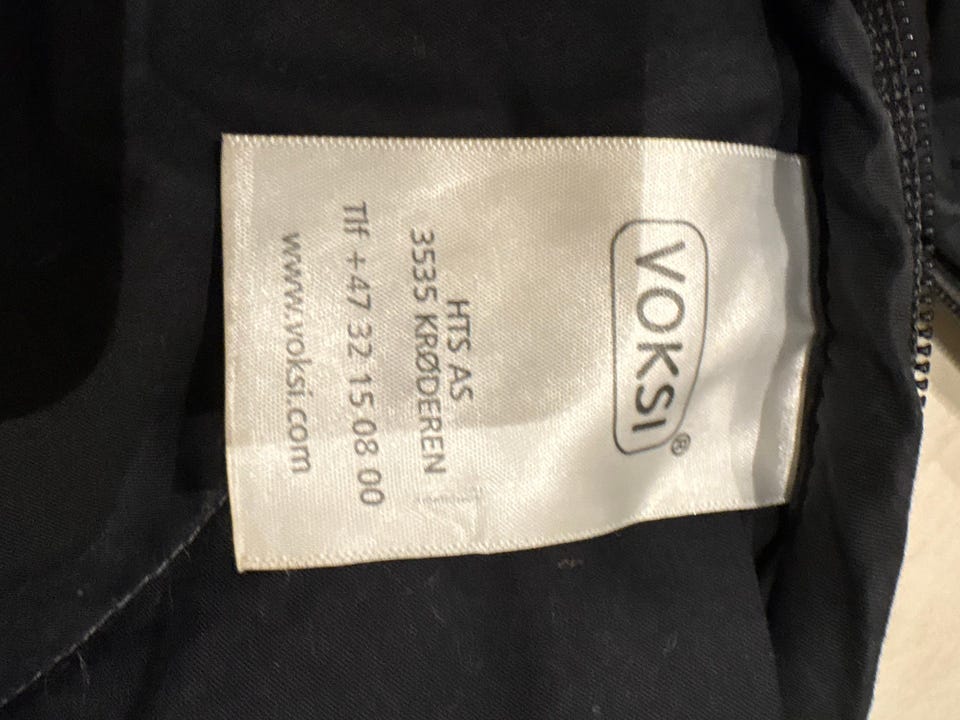 VOKSI®
HTS AS
3535 KRØDEREN
Tlf +47 32 15 08 00
www.voksi.com